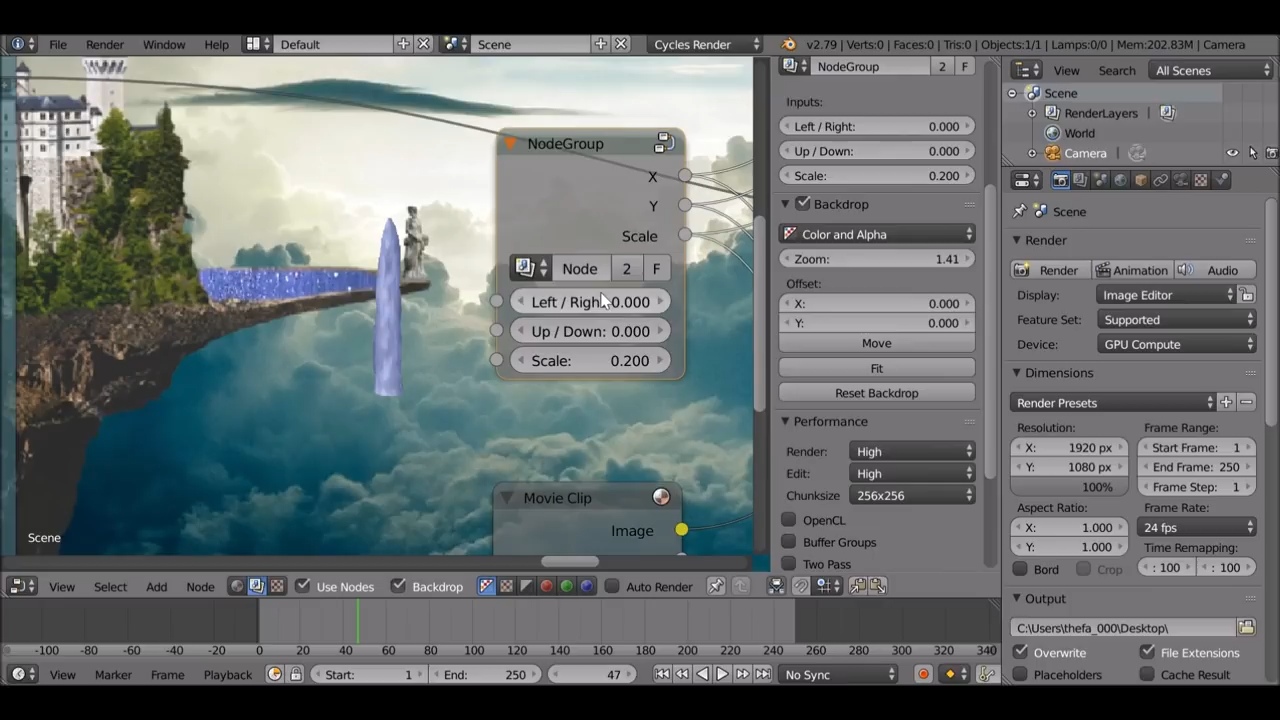 File Render Window Help Default Scene Cycles Render v2.79 | Verts:0 | Faces:0 | Tris:0 | Objects:1/1 | Lamps:0/0 | Mem:202.83M | Camera
NodeGroup
X
Y
Scale
Node 2 F
Left / Righ 0.000
Up / Down: 0.000
Scale: 0.200
Movie Clip
Image
Scene
NodeGroup 2 F
Inputs:
Left / Right: 0.000
Up / Down: 0.000
Scale: 0.200
Backdrop
Color and Alpha
Zoom: 1.41
Offset:
X: 0.000
Y: 0.000
Move
Fit
Reset Backdrop
Performance
Render: High
Edit: High
Chunksize: 256x256
OpenCL
Buffer Groups
Two Pass
View Search All Scenes
Scene
RenderLayers
World
Camera
Scene
Render
Render Animation Audio
Display: Image Editor
Feature Set: Supported
Device: GPU Compute
Dimensions
Render Presets
Resolution: Frame Range:
X: 1920 px Start Frame: 1
Y: 1080 px End Frame: 250
100% Frame Step: 1
Aspect Ratio: Frame Rate:
X: 1.000 24 fps
Y: 1.000 Time Remapping:
Bord Crop : 100 : 100
Output
C:\Users\thefa_000\Desktop\
Overwrite File Extensions
Placeholders Cache Result
View Select Add Node Use Nodes Backdrop Auto Render
-100 -80 -60 -40 -20 0 20 40 60 80 100 120 140 160 180 200 220 240 260 280 300 320 340
View Marker Frame Playback Start: 1 End: 250 47 No Sync